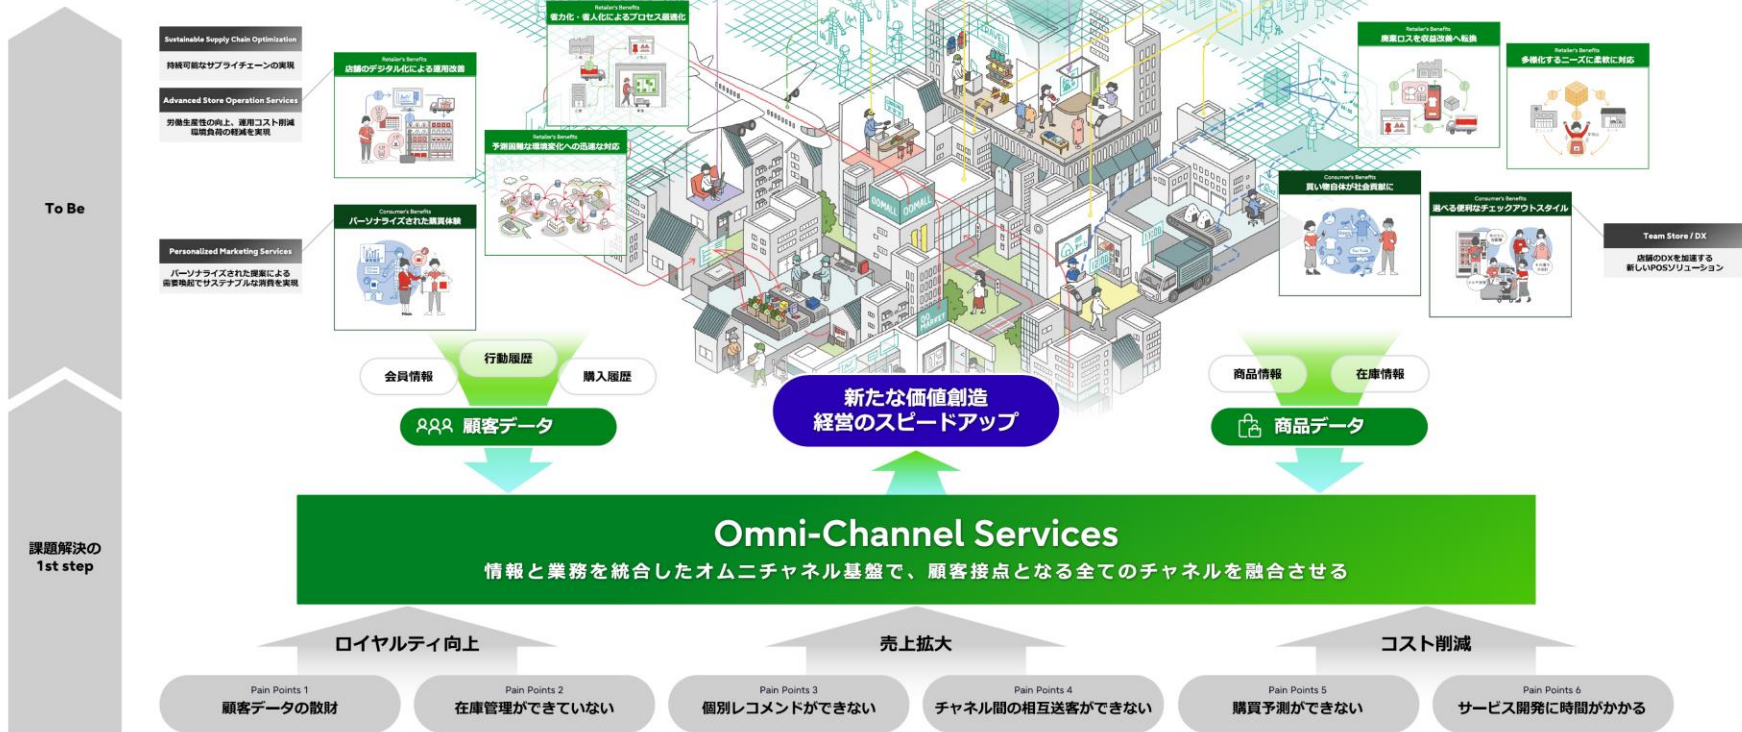 Retailer's Benefits
省力化・省人化によるプロセス最適化
Sustainable Supply Chain Optimization
持続可能なサプライチェーンの実現
Retailer's Benefits
店舗のデジタル化による運用改善
Advanced Store Operation Services
労働生産性の向上、運用コスト削減
環境負荷の軽減を実現
Retailer's Benefits
予測困難な環境変化への迅速な対応
Retailer's Benefits
廃棄ロスを収益改善へ転換
Retailer's Benefits
多様化するニーズに柔軟に対応
TRAVEL
OOMALL
OOMALL
OO MARKET
To Be
Consumer's Benefits
パーソナライズされた購買体験
Personalized Marketing Services
パーソナライズされた提案による
需要喚起でサステナブルな消費を実現
Consumer's Benefits
買い物自体が社会貢献に
Consumer's Benefits
選べる便利なチェックアウトスタイル
Team Store / DX
店舗のDXを加速する
新しいPOSソリューション
会員情報
行動履歴
購入履歴
顧客データ
新たな価値創造
経営のスピードアップ
商品情報
在庫情報
商品データ
課題解決の
1st step
Omni-Channel Services
情報と業務を統合したオムニチャネル基盤で、顧客接点となる全てのチャネルを融合させる
ロイヤルティ向上
売上拡大
コスト削減
Pain Points 1
顧客データの散財
Pain Points 2
在庫管理ができていない
Pain Points 3
個別レコメンドができない
Pain Points 4
チャネル間の相互送客ができない
Pain Points 5
購買予測ができない
Pain Points 6
サービス開発に時間がかかる